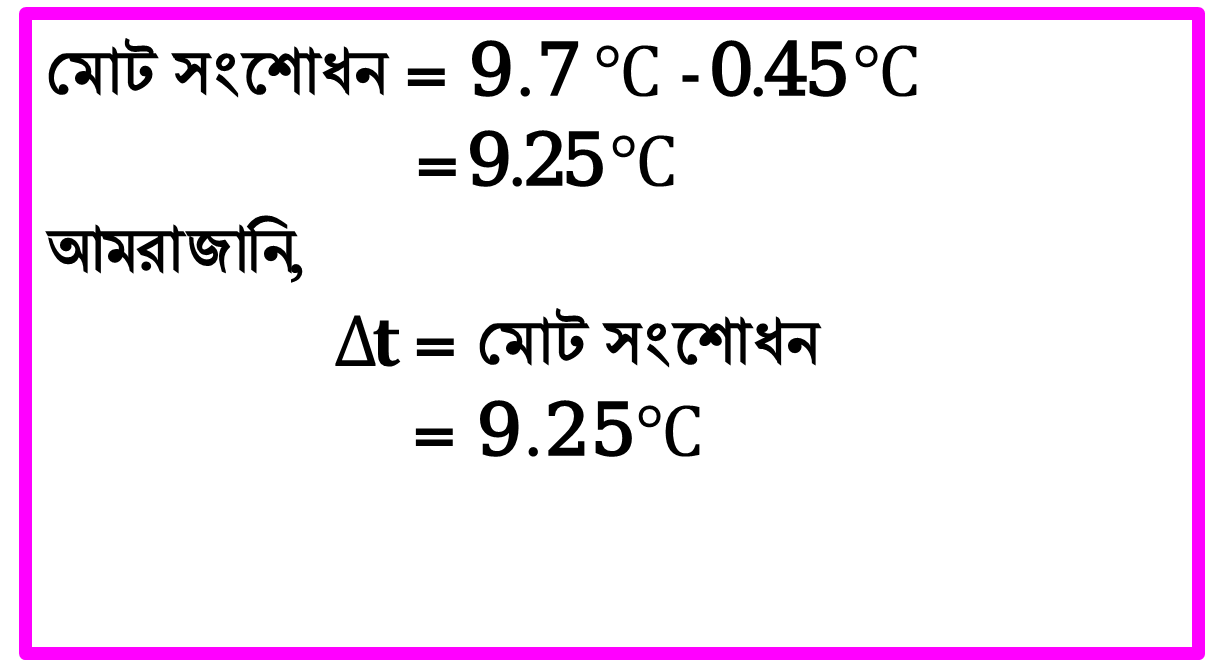 মোট সংশোধন = 9.7 °C - 0.45 °C
= 9.25 °C
আমরা জানি,
Δt = মোট সংশোধন
= 9.25°C